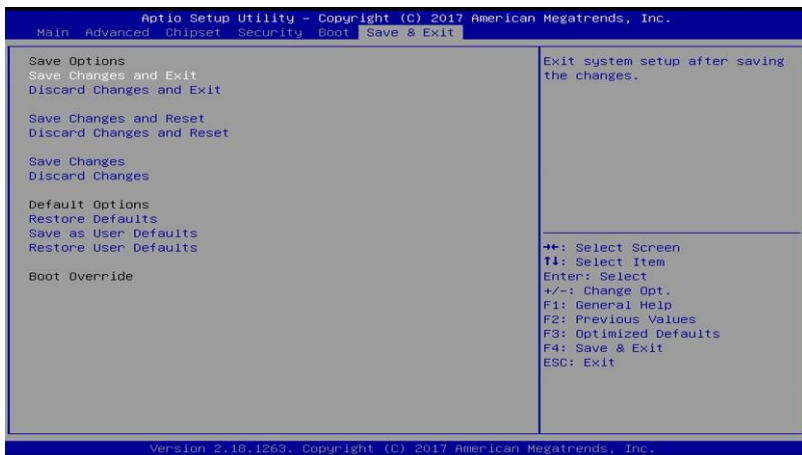 Aptio Setup Utility – Copyright (C) 2017 American Megatrends, Inc.
Main Advanced Chipset Security Boot Save & Exit
Save Options
Save Changes and Exit
Discard Changes and Exit
Save Changes and Reset
Discard Changes and Reset
Save Changes
Discard Changes
Default Options
Restore Defaults
Save as User Defaults
Restore User Defaults
Boot Override
Exit system setup after saving
the changes.
→←: Select Screen
↑↓: Select Item
Enter: Select
+/-: Change Opt.
F1: General Help
F2: Previous Values
F3: Optimized Defaults
F4: Save & Exit
ESC: Exit
Version 2.18.1263. Copyright (C) 2017 American Megatrends, Inc.